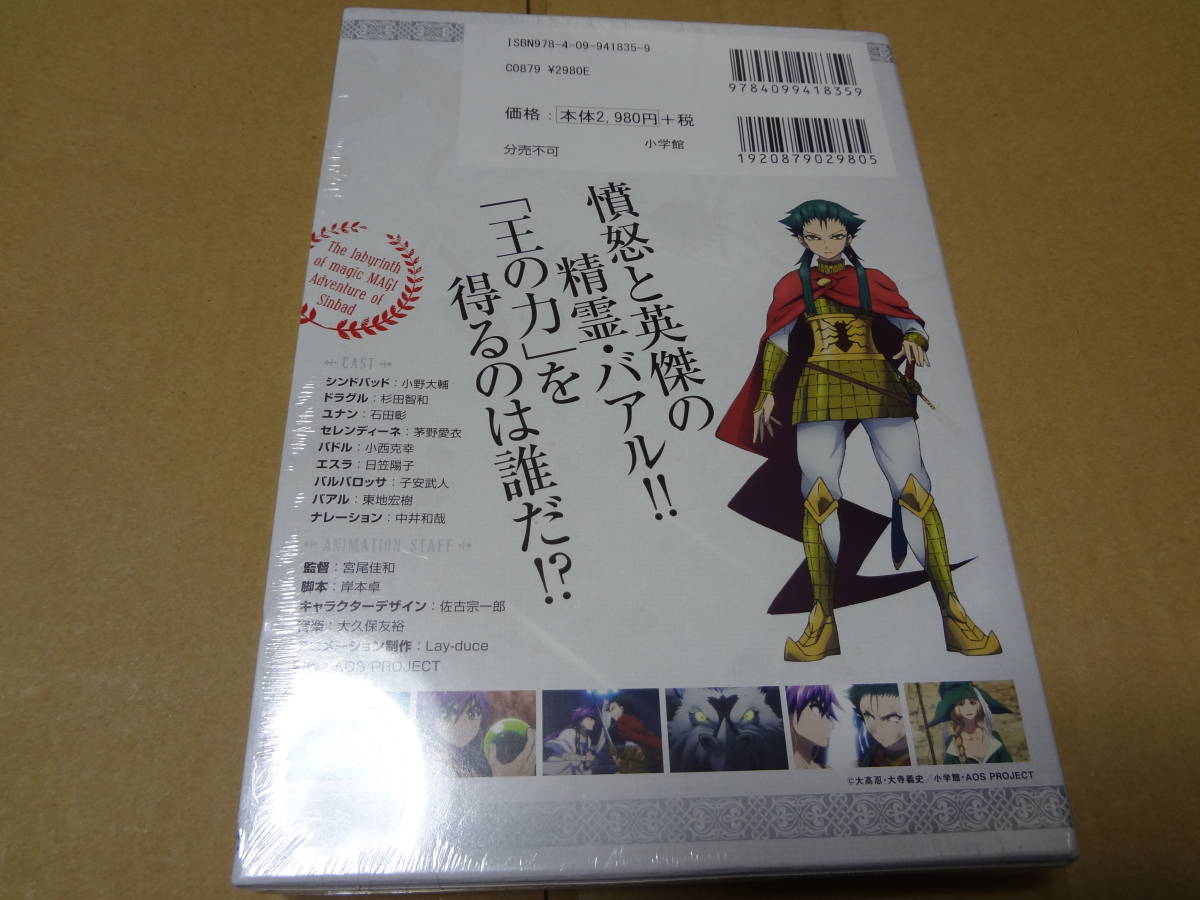 ISBN978-4-09-941835-9
C0879 ¥2980E
9784099418359
価格：本体2,980円+税
分売不可
小学館
1920879029805
憤怒と英傑の
精霊・バアル!!
「王の力」を
得るのは誰だ!?
The labyrinth
of magic MAGI
Adventure of
Sinbad
CAST
シンドバッド：小野大輔
ドラグル：杉田智和
ユナン：石田彰
セレンディーネ：茅野愛衣
バドル：小西克幸
エスラ：日笠陽子
バルバロッサ：子安武人
バアル：東地宏樹
ナレーション：中井和哉
ANIMATION STAFF
監督：宮尾佳和
脚本：岸本卓
キャラクターデザイン：佐古宗一郎
音楽：大久保友裕
アニメーション制作：Lay-duce
AOS PROJECT
©大高忍・大寺義史／小学館・AOS PROJECT